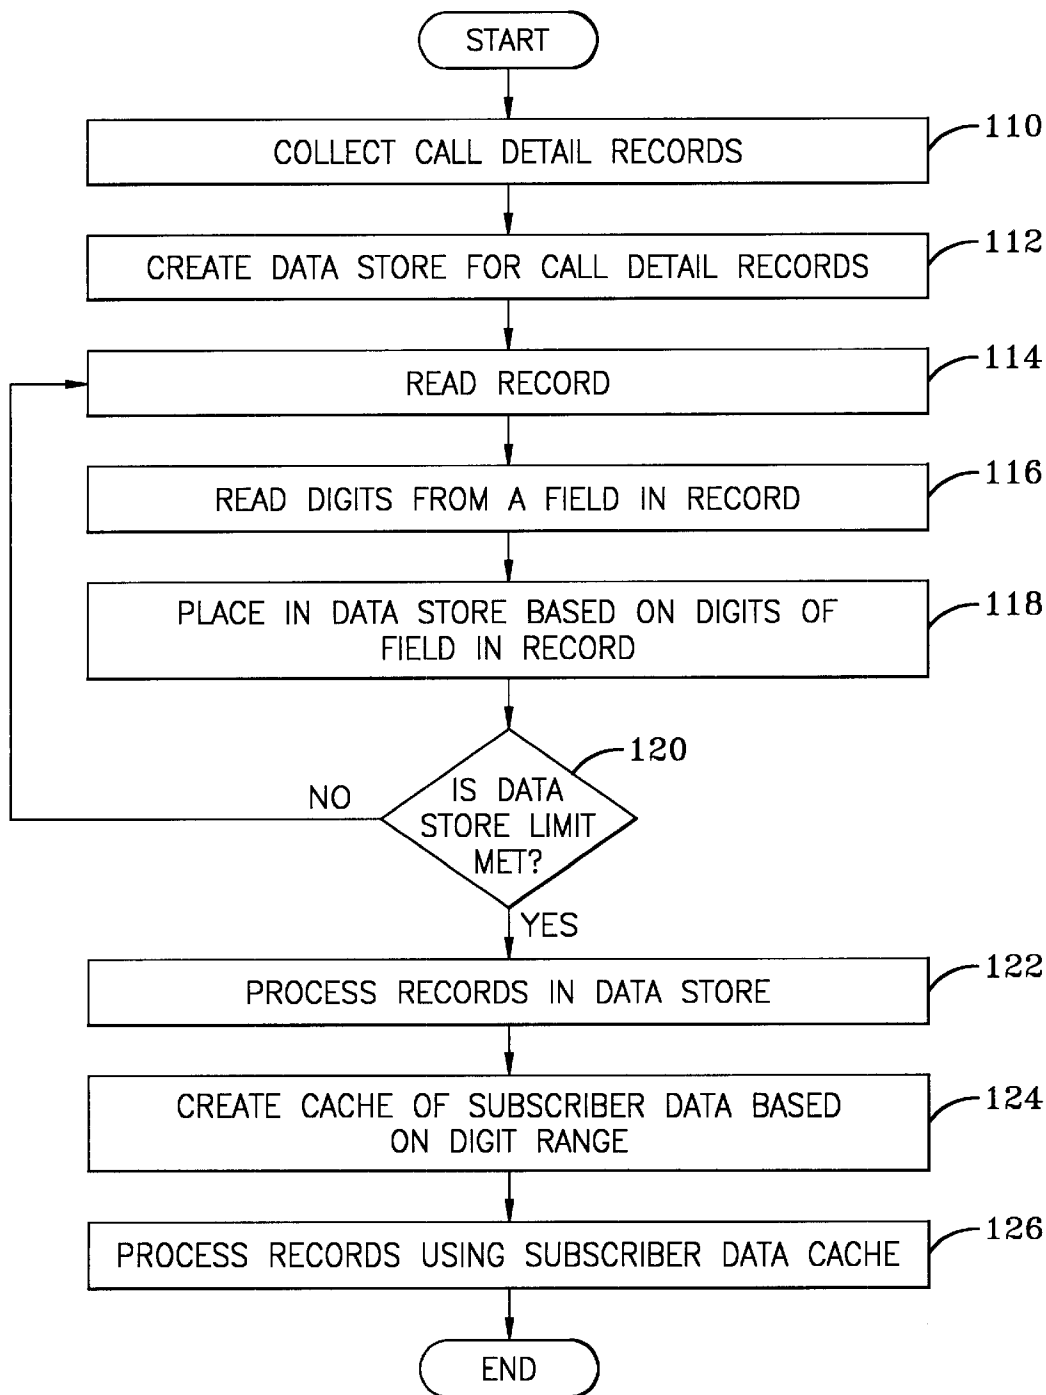 START
COLLECT CALL DETAIL RECORDS
110
CREATE DATA STORE FOR CALL DETAIL RECORDS
112
READ RECORD
114
READ DIGITS FROM A FIELD IN RECORD
116
PLACE IN DATA STORE BASED ON DIGITS OF
FIELD IN RECORD
118
120
IS DATA
STORE LIMIT
MET?
NO
YES
PROCESS RECORDS IN DATA STORE
122
CREATE CACHE OF SUBSCRIBER DATA BASED
ON DIGIT RANGE
124
PROCESS RECORDS USING SUBSCRIBER DATA CACHE
126
END